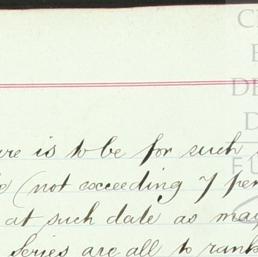 ere is to be for such
(not exceeding 7 per
at such date as may
series are all to rank